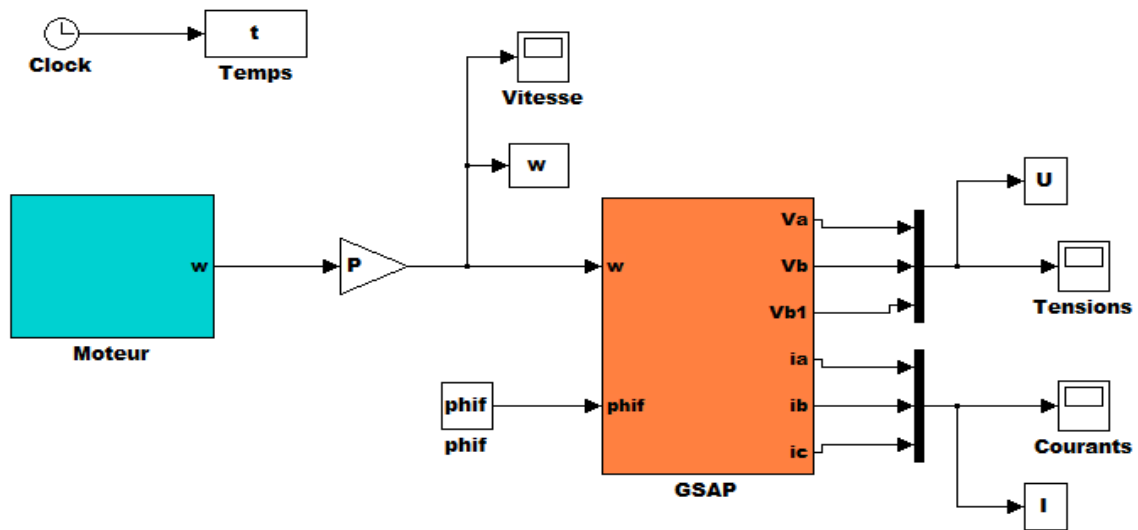 t
Clock
Temps
Vitesse
w
w
Moteur
P
w
phif
Va
Vb
Vb1
ia
ib
ic
GSAP
phif
phif
U
Tensions
Courants
I